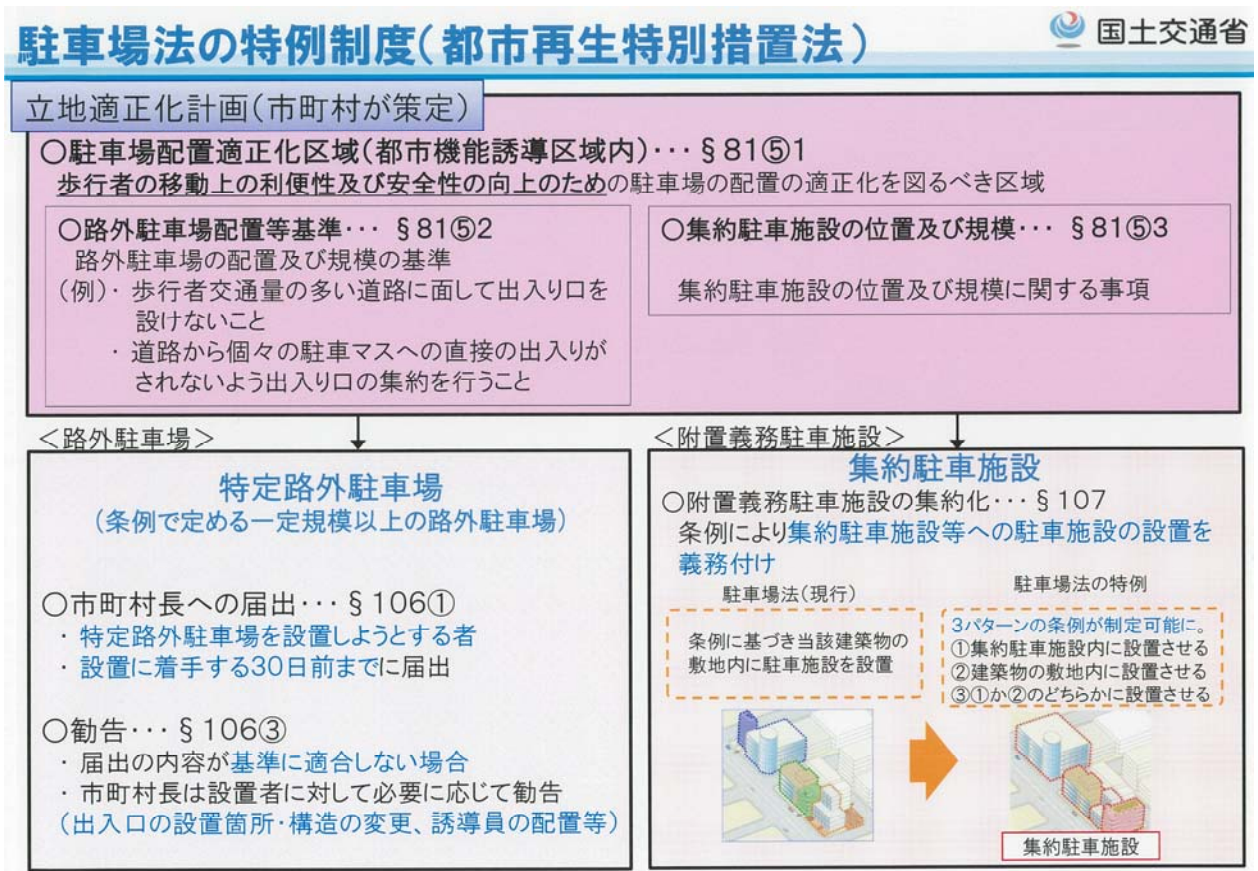 駐車場法の特例制度(都市再生特別措置法)
国土交通省
立地適正化計画(市町村が策定)
○駐車場配置適正化区域(都市機能誘導区域内)・・・§81⑤1
歩行者の移動上の利便性及び安全性の向上のための駐車場の配置の適正化を図るべき区域
○路外駐車場配置等基準・・・ §81⑤2
路外駐車場の配置及び規模の基準
(例)・ 歩行者交通量の多い道路に面して出入り口を
設けないこと
・ 道路から個々の駐車マスへの直接の出入りが
されないよう出入り口の集約を行うこと
○集約駐車施設の位置及び規模・・・ §81⑤3
集約駐車施設の位置及び規模に関する事項
<路外駐車場>
特定路外駐車場
(条例で定める一定規模以上の路外駐車場)
○市町村長への届出・・・§106①
・ 特定路外駐車場を設置しようとする者
・ 設置に着手する30日前までに届出
○勧告・・・§106③
・ 届出の内容が基準に適合しない場合
・ 市町村長は設置者に対して必要に応じて勧告
(出入口の設置箇所・構造の変更、誘導員の配置等)
<附置義務駐車施設>
集約駐車施設
○附置義務駐車施設の集約化・・・§107
条例により集約駐車施設等への駐車施設の設置を
義務付け
駐車場法(現行)
条例に基づき当該建築物の
敷地内に駐車施設を設置
駐車場法の特例
3パターンの条例が制定可能に。
①集約駐車施設内に設置させる
②建築物の敷地内に設置させる
③①か②のどちらかに設置させる
集約駐車施設